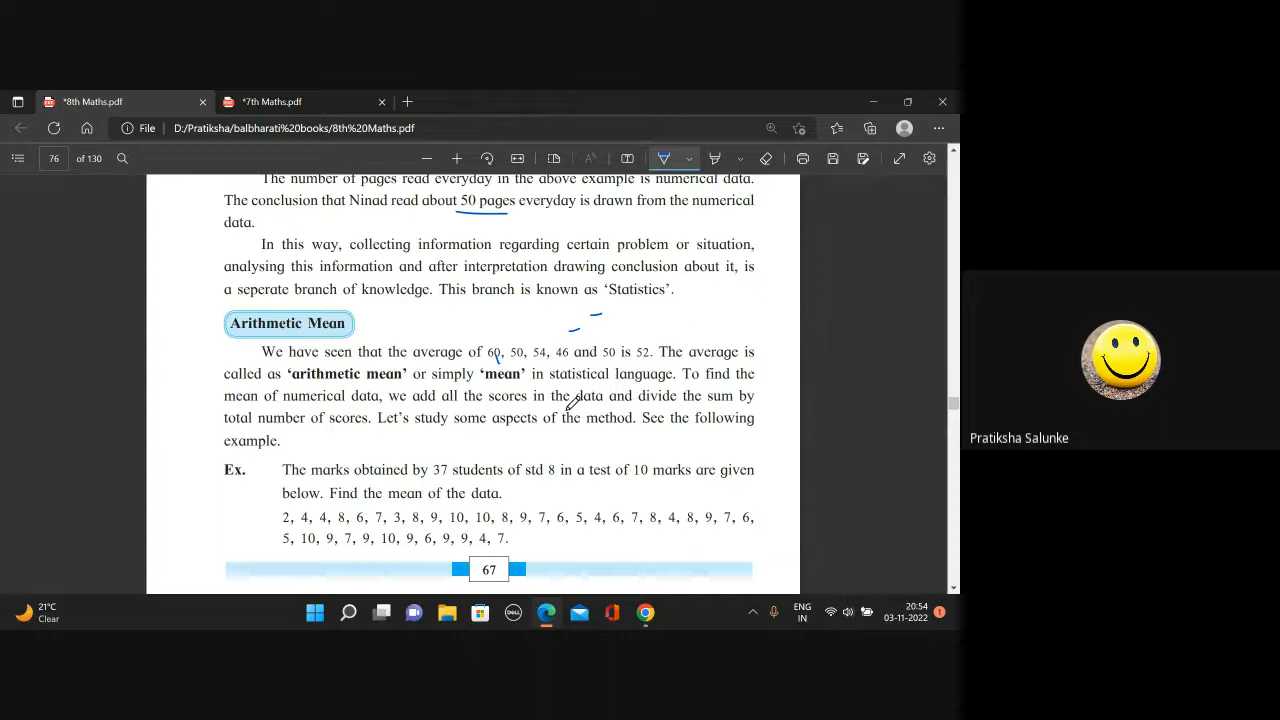 *8th Maths.pdf
*7th Maths.pdf
File D:/Pratiksha/balbharati%20books/8th%20Maths.pdf
76 of 130
The number of pages read everyday in the above example is numerical data.
The conclusion that Ninad read about 50 pages everyday is drawn from the numerical
data.
In this way, collecting information regarding certain problem or situation,
analysing this information and after interpretation drawing conclusion about it, is
a seperate branch of knowledge. This branch is known as ‘Statistics’.
Arithmetic Mean
We have seen that the average of 60, 50, 54, 46 and 50 is 52. The average is
called as ‘arithmetic mean’ or simply ‘mean’ in statistical language. To find the
mean of numerical data, we add all the scores in the data and divide the sum by
total number of scores. Let’s study some aspects of the method. See the following
example.
Ex. The marks obtained by 37 students of std 8 in a test of 10 marks are given
below. Find the mean of the data.
2, 4, 4, 8, 6, 7, 3, 8, 9, 10, 10, 8, 9, 7, 6, 5, 4, 6, 7, 8, 4, 8, 9, 7, 6,
5, 10, 9, 7, 9, 10, 9, 6, 9, 9, 4, 7.
67
Pratiksha Salunke
21°C
Clear
DELL
ENG
IN
20:54
03-11-2022
1